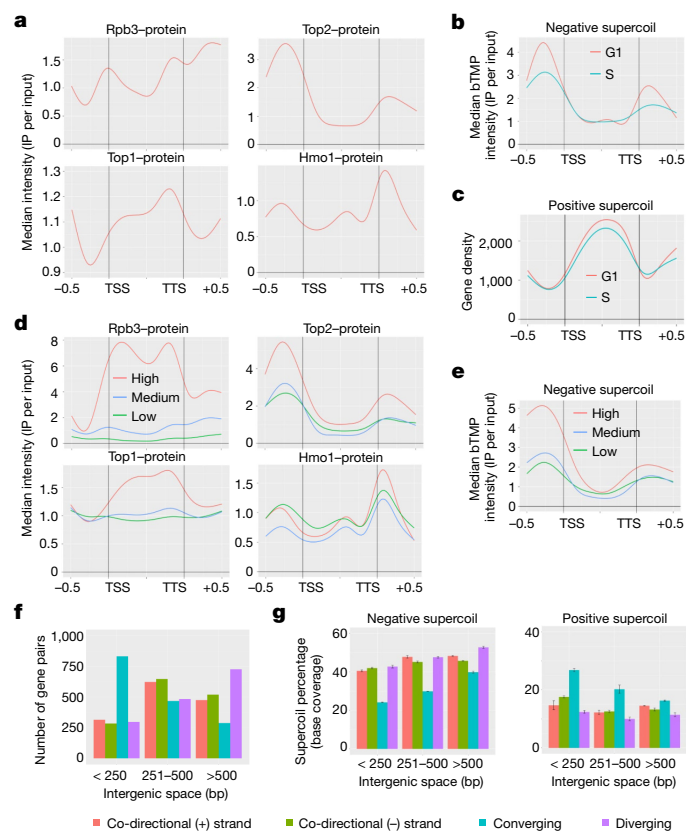 a
Rpb3–protein
Top2–protein
Median intensity (IP per input)
1.5
1.0
0.5
0
3
2
1
0
Top1–protein
Hmo1–protein
1.3
1.2
1.1
1.0
0.9
1.0
0.5
0
–0.5 TSS TTS +0.5
–0.5 TSS TTS +0.5
b
Negative supercoil
Median bTMP
intensity (IP per input)
4
3
2
1
0
G1
S
–0.5 TSS TTS +0.5
c
Positive supercoil
Gene density
2,000
1,000
0
G1
S
–0.5 TSS TTS +0.5
d
Rpb3–protein
Top2–protein
Median intensity (IP per input)
8
6
4
2
0
High
Medium
Low
6
4
2
0
Top1–protein
Hmo1–protein
1.5
1.0
0.5
0
1.5
1.0
0.5
0
–0.5 TSS TTS +0.5
–0.5 TSS TTS +0.5
e
Negative supercoil
Median bTMP
intensity (IP per input)
5
4
3
2
1
0
High
Medium
Low
–0.5 TSS TTS +0.5
f
Number of gene pairs
1,000
750
500
250
0
< 250 251–500 >500
Intergenic space (bp)
g
Negative supercoil
Positive supercoil
Supercoil percentage
(base coverage)
60
40
20
0
40
20
0
< 250 251–500 >500
< 250 251–500 >500
Intergenic space (bp)
Intergenic space (bp)
Co-directional (+) strand
Co-directional (–) strand
Converging
Diverging